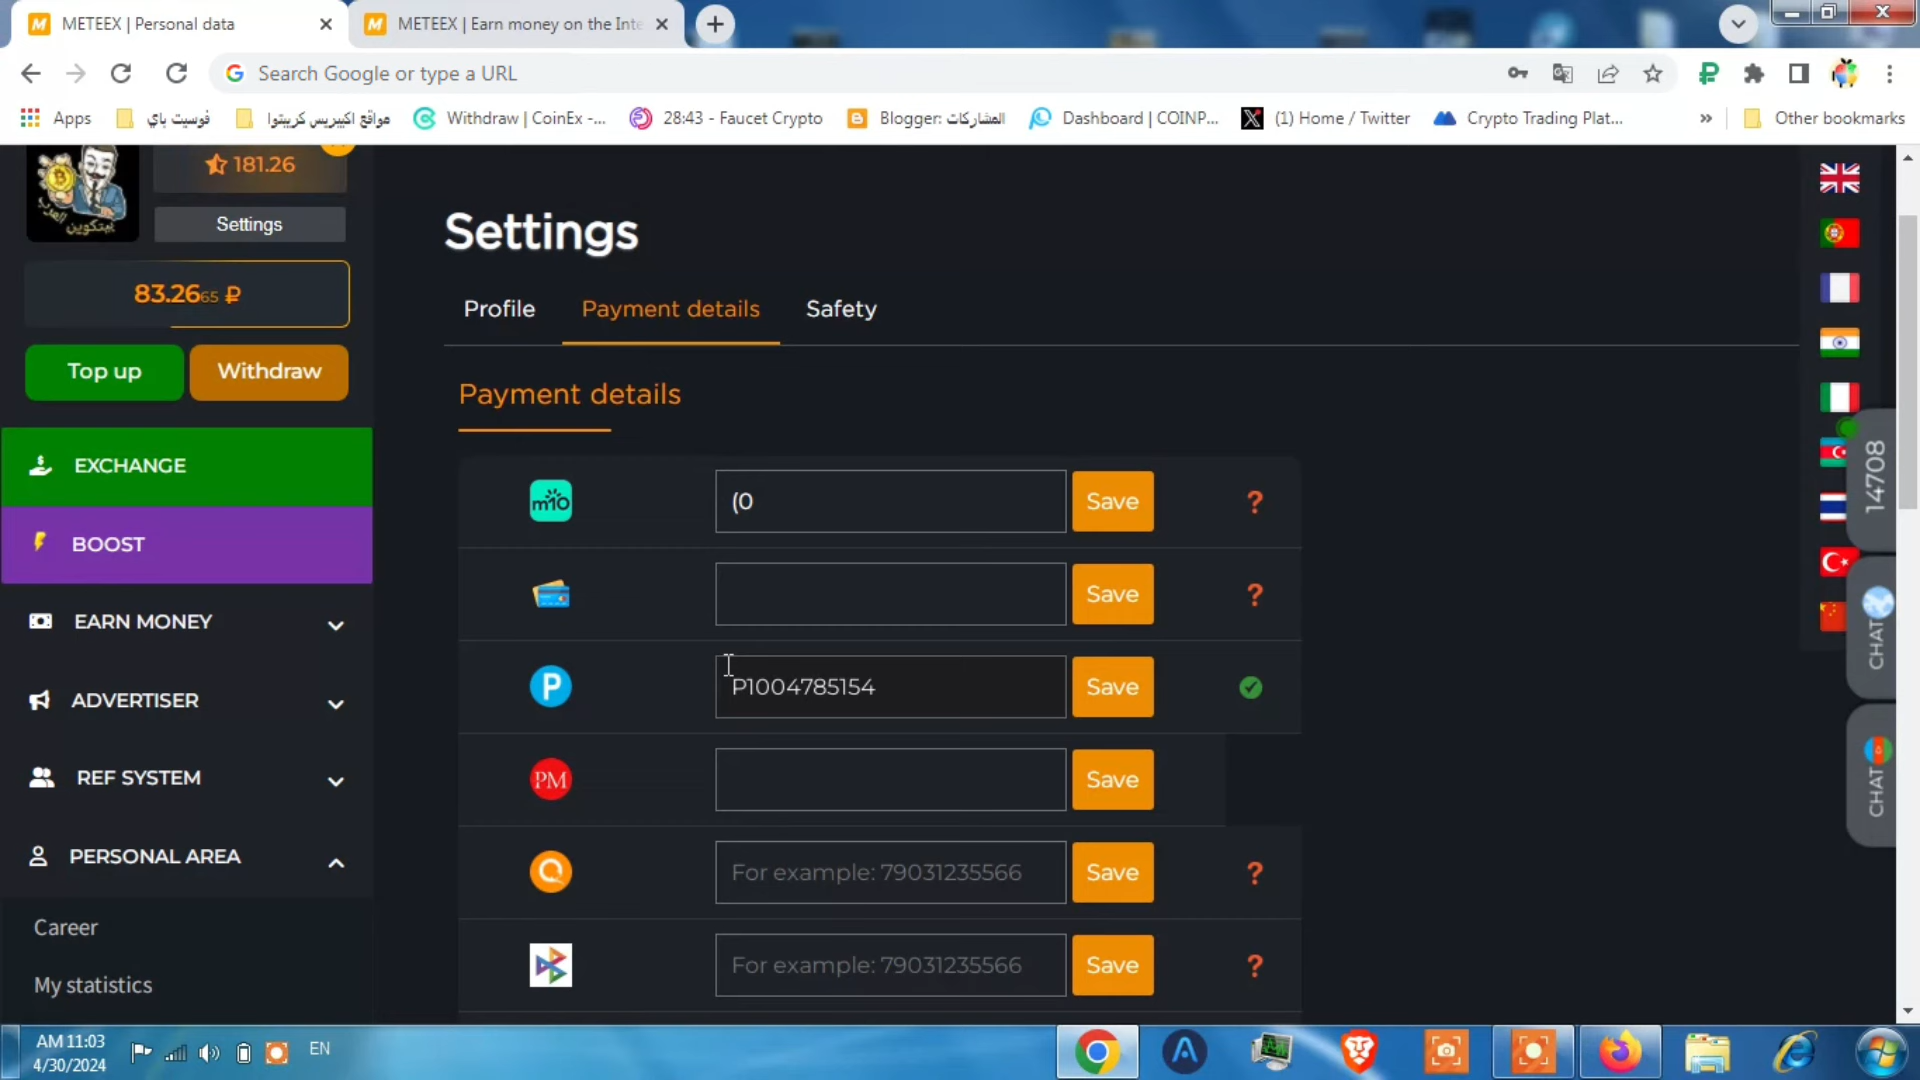 METEEX | Personal data
METEEX | Earn money on the Inte
Search Google or type a URL
Apps
فوسيت باي
مواقع اكسبريس كريبتوا
Withdraw | CoinEx -...
28:43 - Faucet Crypto
Blogger: المشاركات
Dashboard | COINP...
(1) Home / Twitter
Crypto Trading Plat...
»
Other bookmarks
181.26
Settings
83.2665 ₽
Top up
Withdraw
EXCHANGE
BOOST
EARN MONEY
ADVERTISER
REF SYSTEM
PERSONAL AREA
Career
My statistics
Settings
Profile
Payment details
Safety
Payment details
m10
(0
Save
?
Save
?
P
P1004785154
Save
PM
Save
For example: 79031235566
Save
?
For example: 79031235566
Save
?
14708
CHAT
CHAT
AM 11:03
4/30/2024
EN